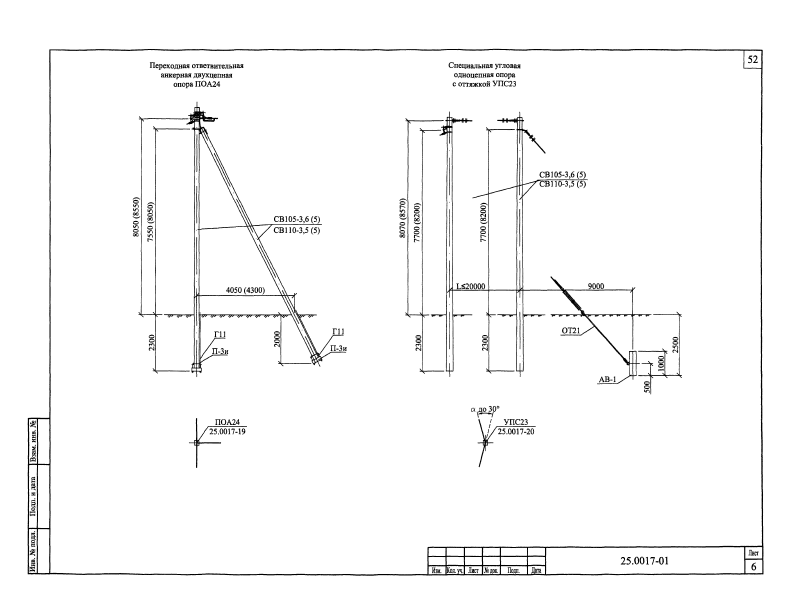 52
Переходная ответвительная
анкерная двухцепная
опора ПОА24
Специальная угловая
одноцепная опора
с оттяжкой УПС23
8050 (8550)
7550 (8050)
СВ105-3,6 (5)
СВ110-3,5 (5)
4050 (4300)
2300
2000
Г11
П-3и
Г11
П-3и
8070 (8570)
7700 (8200)
7700 (8200)
СВ105-3,6 (5)
СВ110-3,5 (5)
L≤20000
9000
2300
2300
ОТ21
АВ-1
500
1000
2500
ПОА24
25.0017-19
α до 30°
УПС23
25.0017-20
Взам. инв. №
Подп. и дата
Инв. № подл.
Изм. Кол. уч. Лист № док. Подп. Дата
25.0017-01
Лист
6